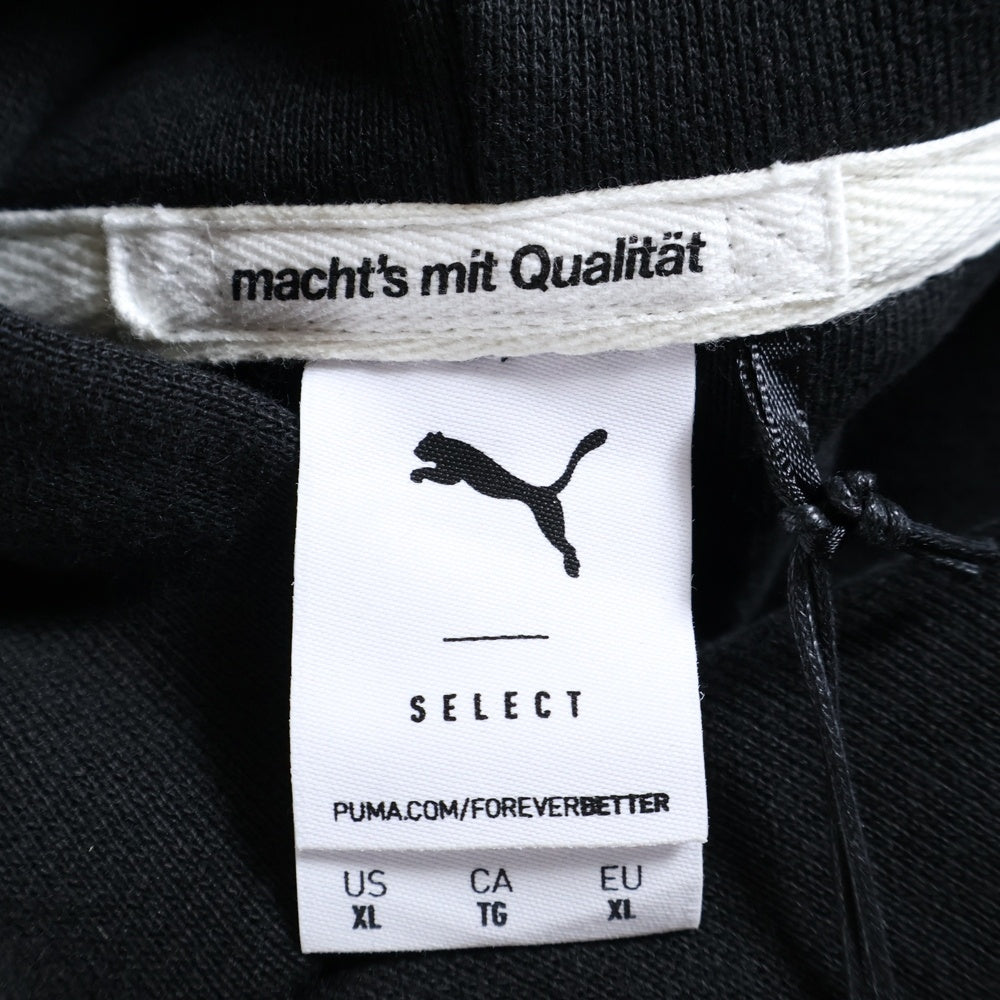 macht's mit Qualität
SELECT
PUMA.COM/FOREVERBETTER
US CA EU
XL TG XL